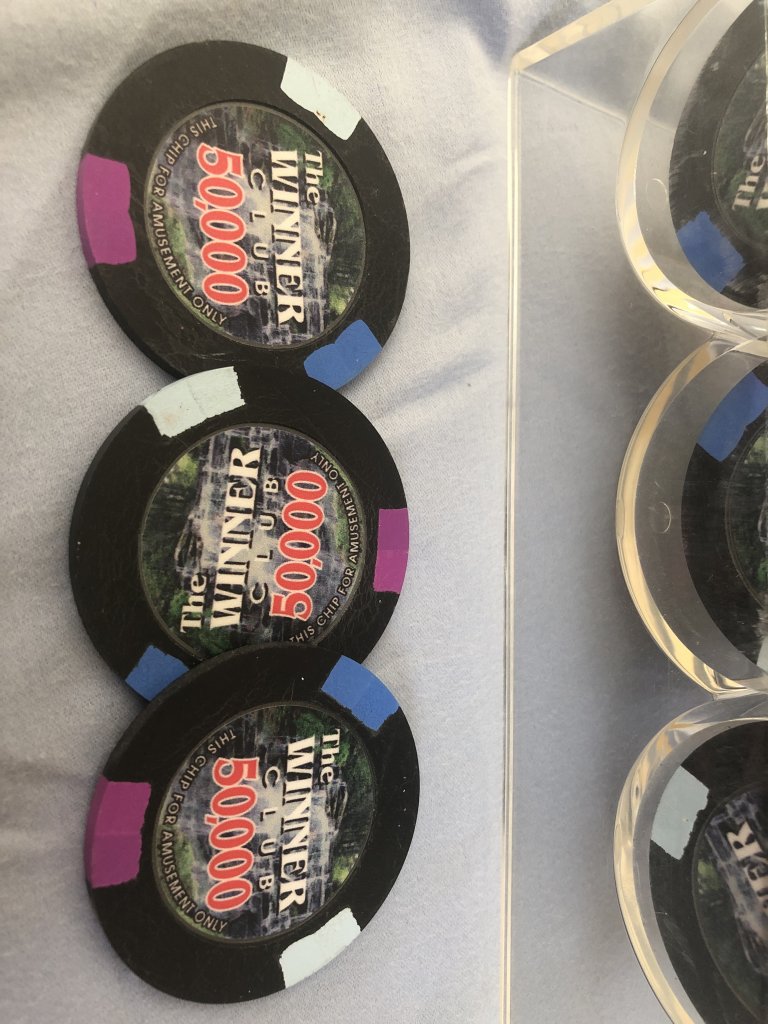 The
WINNER
CLUB
50,000
THIS CHIP FOR AMUSEMENT ONLY
The
WINNER
CLUB
50,000
THIS CHIP FOR AMUSEMENT ONLY
The
WINNER
CLUB
50,000
THIS CHIP FOR AMUSEMENT ONLY
The